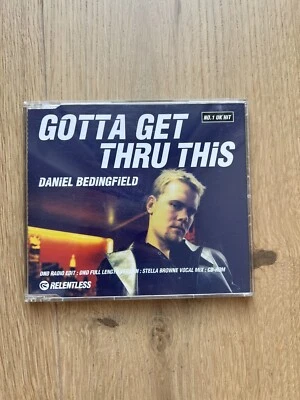 NO.1 UK HIT
GOTTA GET
THRU THiS
DANiEL BEDiNGFiELD
DND RADIO EDIT : DND FULL LENGTH VERSION : STELLA BROWNE VOCAL MIX : CD-ROM
RELENTLESS